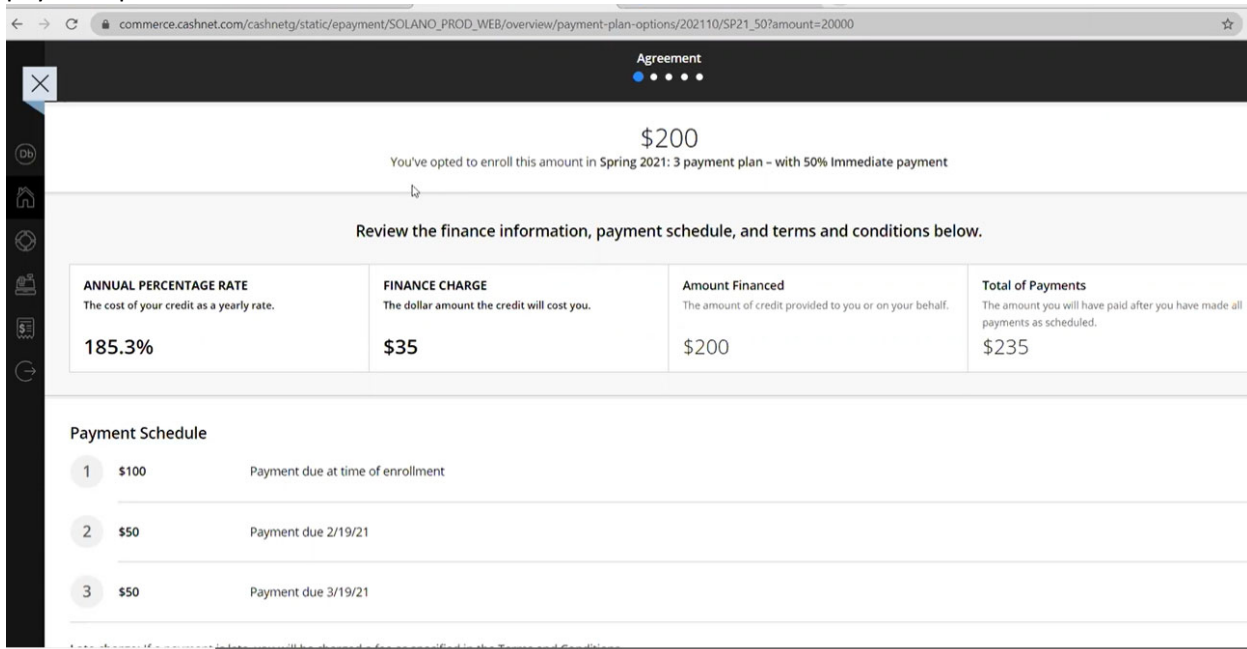 commerce.cashnet.com/cashnetg/static/epayment/SOLANO_PROD_WEB/overview/payment-plan-options/202110/SP21_50?amount=20000
Agreement
Db
$200
You've opted to enroll this amount in Spring 2021: 3 payment plan – with 50% Immediate payment
Review the finance information, payment schedule, and terms and conditions below.
ANNUAL PERCENTAGE RATE
The cost of your credit as a yearly rate.
185.3%
FINANCE CHARGE
The dollar amount the credit will cost you.
$35
Amount Financed
The amount of credit provided to you or on your behalf.
$200
Total of Payments
The amount you will have paid after you have made all
payments as scheduled.
$235
Payment Schedule
1 $100 Payment due at time of enrollment
2 $50 Payment due 2/19/21
3 $50 Payment due 3/19/21